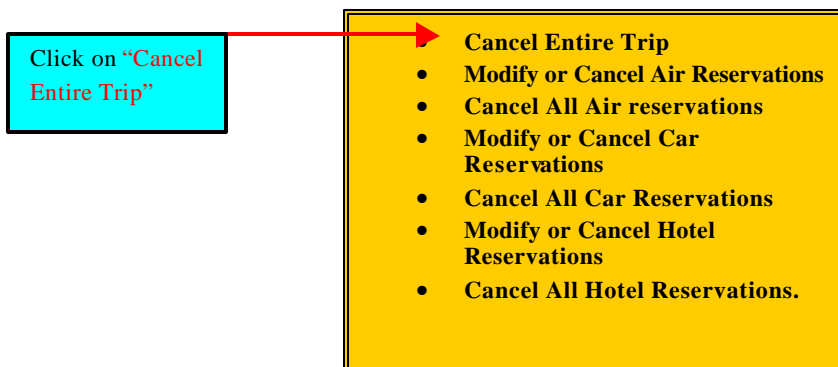 Click on “Cancel
Entire Trip”
• Cancel Entire Trip
• Modify or Cancel Air Reservations
• Cancel All Air reservations
• Modify or Cancel Car
Reservations
• Cancel All Car Reservations
• Modify or Cancel Hotel
Reservations
• Cancel All Hotel Reservations.